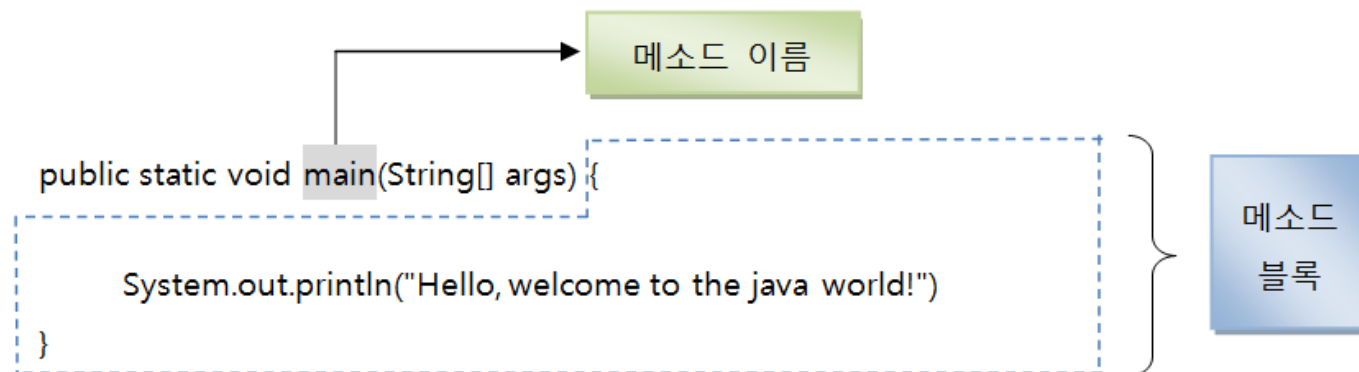 메소드 이름
public static void main(String[] args) {
System.out.println("Hello, welcome to the java world!")
}
메소드
블록